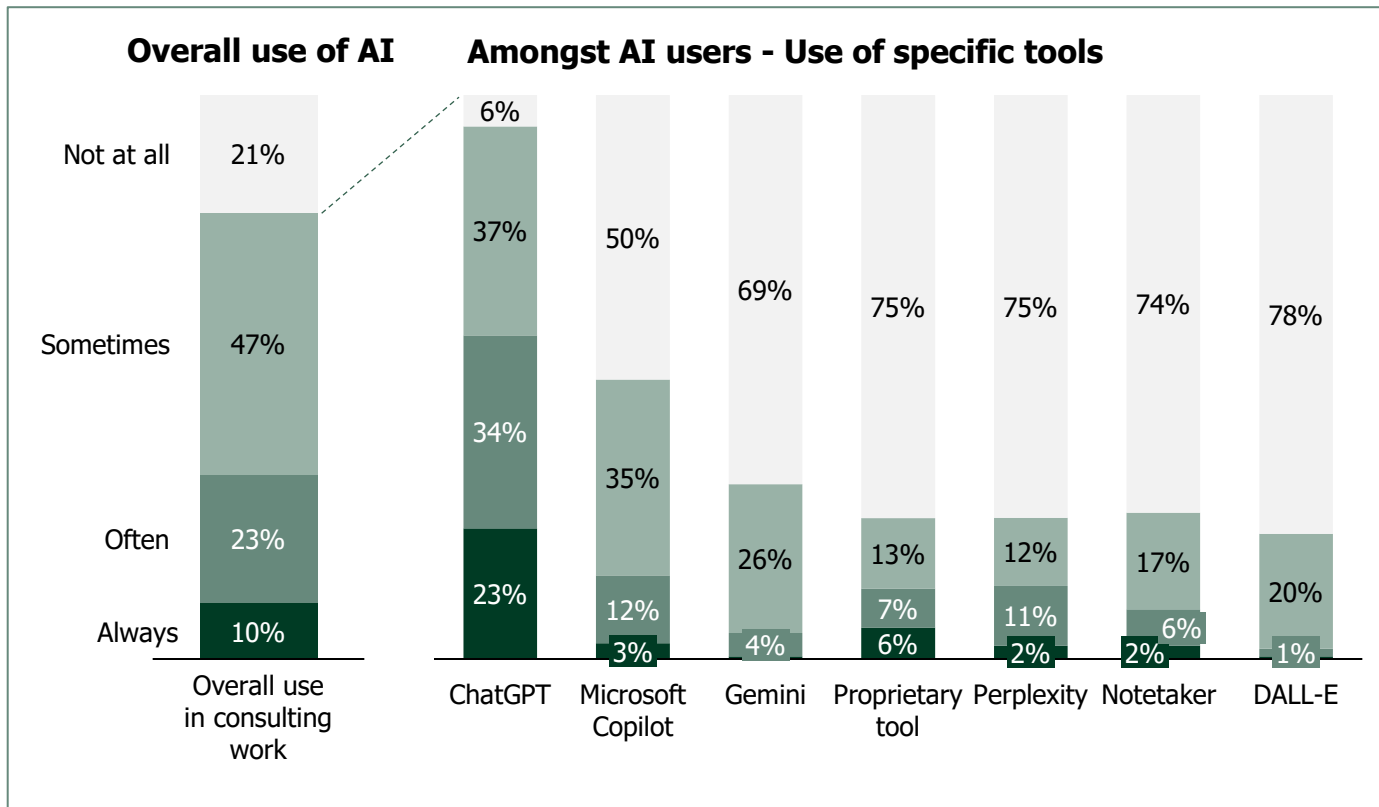 Overall use of AI
Amongst AI users - Use of specific tools
Not at all
Sometimes
Often
Always
21%
47%
23%
10%
Overall use
in consulting
work
6%
37%
34%
23%
ChatGPT
50%
35%
12%
3%
Microsoft
Copilot
69%
26%
4%
Gemini
75%
13%
7%
6%
Proprietary
tool
75%
12%
11%
2%
Perplexity
74%
17%
6%
2%
Notetaker
78%
20%
1%
DALL-E